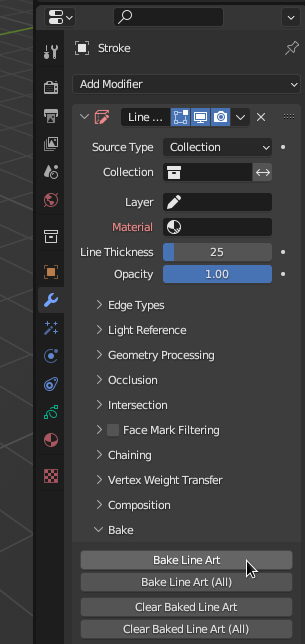 Stroke
Add Modifier
Line ...
Source Type Collection
Collection
Layer
Material
Line Thickness 25
Opacity 1.00
Edge Types
Light Reference
Geometry Processing
Occlusion
Intersection
Face Mark Filtering
Chaining
Vertex Weight Transfer
Composition
Bake
Bake Line Art
Bake Line Art (All)
Clear Baked Line Art
Clear Baked Line Art (All)